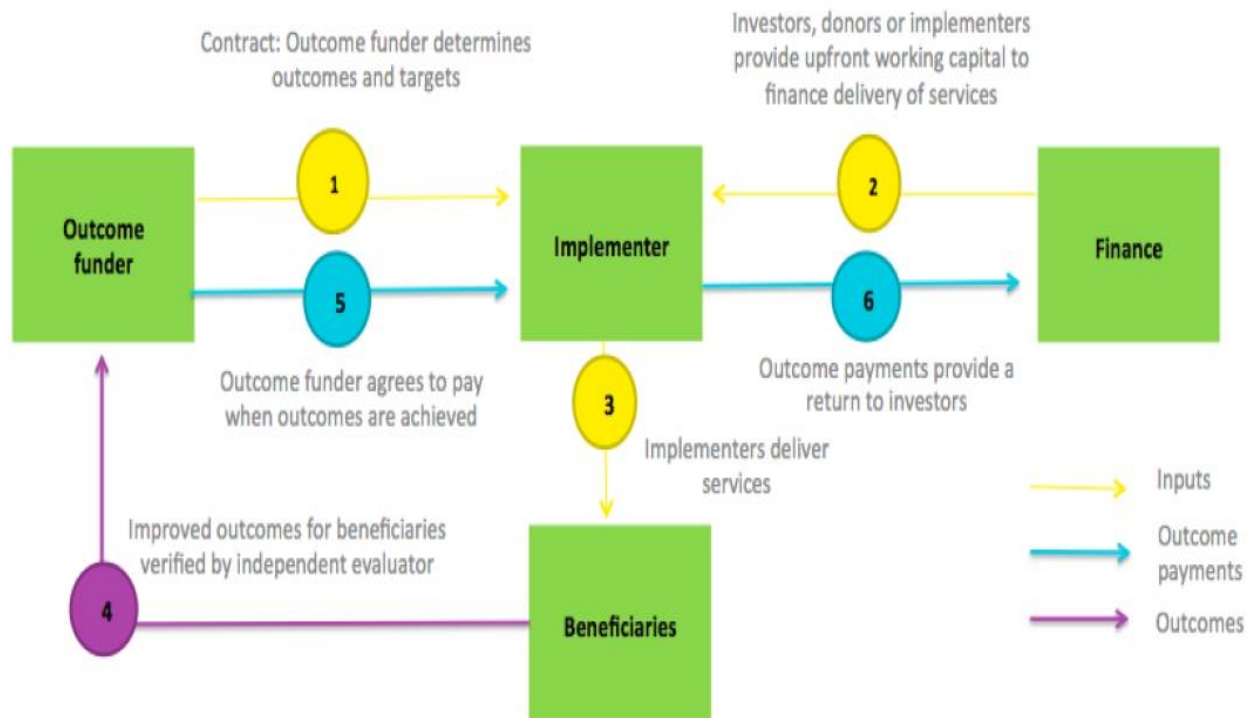 Contract: Outcome funder determines
outcomes and targets
Investors, donors or implementers
provide upfront working capital to
finance delivery of services
1
2
Outcome
funder
Implementer
Finance
5
6
Outcome funder agrees to pay
when outcomes are achieved
Outcome payments provide a
return to investors
3
Implementers deliver
services
Inputs
Improved outcomes for beneficiaries
verified by independent evaluator
Outcome
payments
4
Beneficiaries
Outcomes